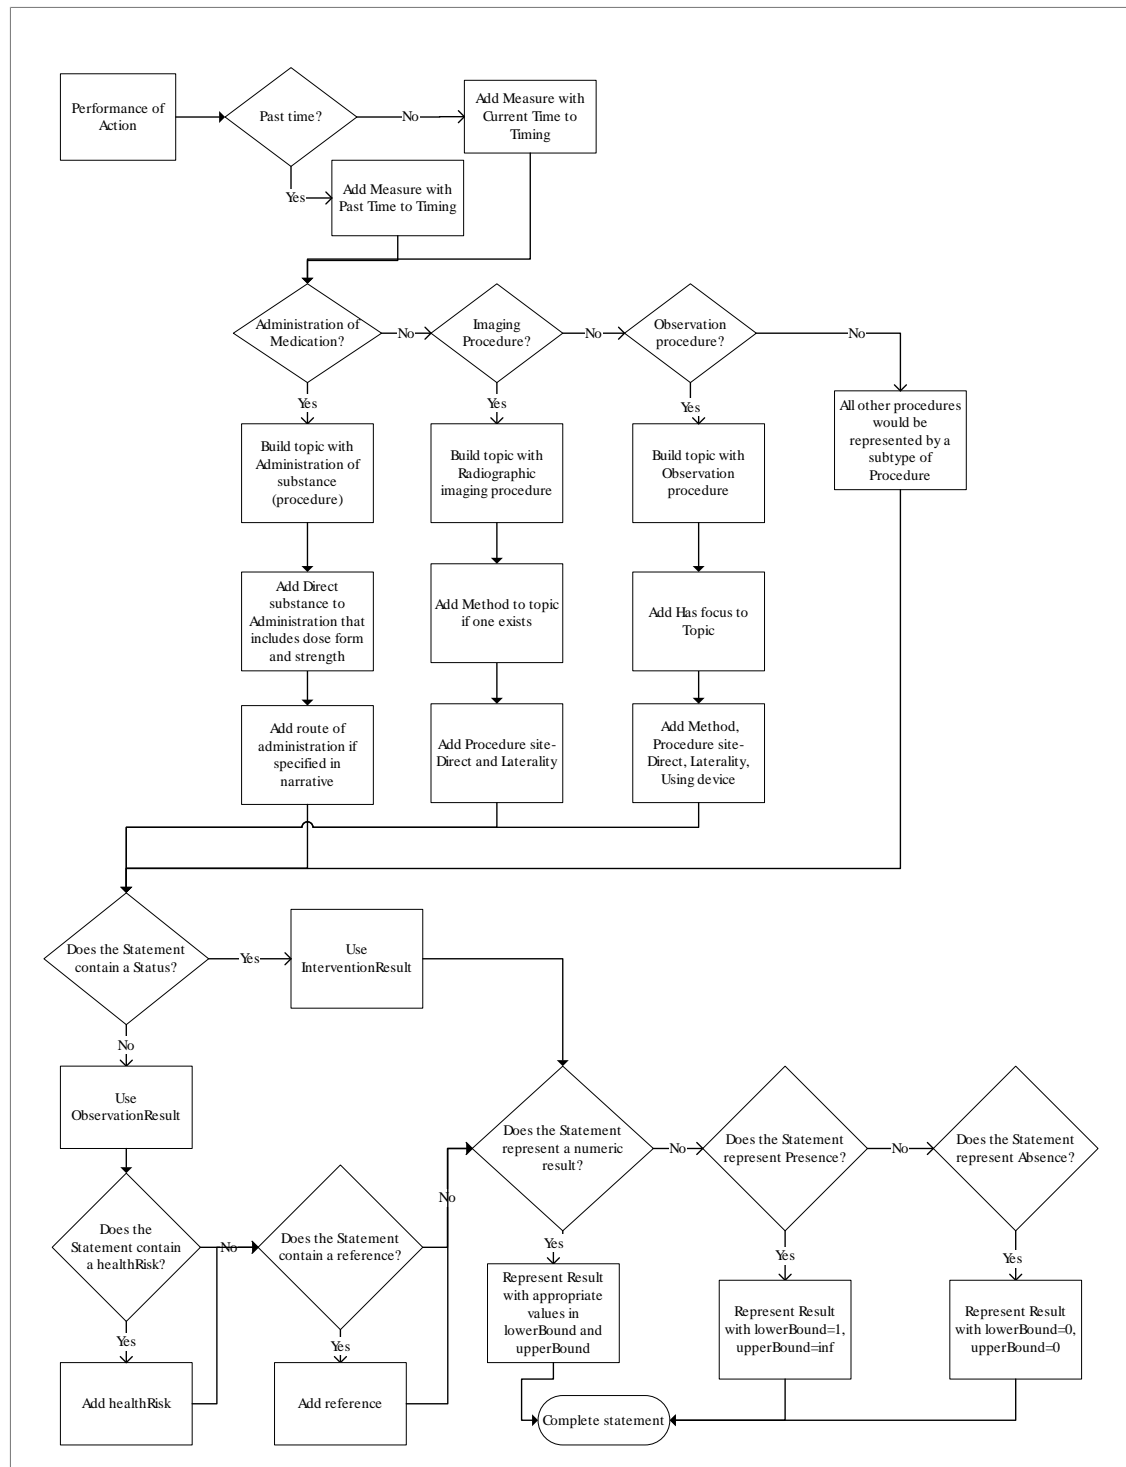 Performance of
Action
Past time?
No
Add Measure with
Current Time to
Timing
Yes
Add Measure with
Past Time to Timing
Administration of
Medication?
No
Imaging
Procedure?
No
Observation
procedure?
No
Yes
Yes
Yes
All other procedures
would be
represented by a
subtype of
Procedure
Build topic with
Administration of
substance
(procedure)
Build topic with
Radiographic
imaging procedure
Build topic with
Observation
procedure
Add Direct
substance to
Administration that
includes dose form
and strength
Add Method to topic
if one exists
Add Has focus to
Topic
Add route of
administration if
specified in
narrative
Add Procedure site-
Direct and Laterality
Add Method,
Procedure site-
Direct, Laterality,
Using device
Does the Statement
contain a Status?
Yes
Use
InterventionResult
No
Use
ObservationResult
Does the
Statement contain
a healthRisk?
No
Does the Statement
contain a reference?
No
Does the Statement
represent a numeric
result?
No
Does the Statement
represent Presence?
No
Does the Statement
represent Absence?
Yes
Yes
Yes
Yes
Yes
Add healthRisk
Add reference
Represent Result
with appropriate
values in
lowerBound and
upperBound
Represent Result
with lowerBound=1,
upperBound=inf
Represent Result
with lowerBound=0,
upperBound=0
Complete statement